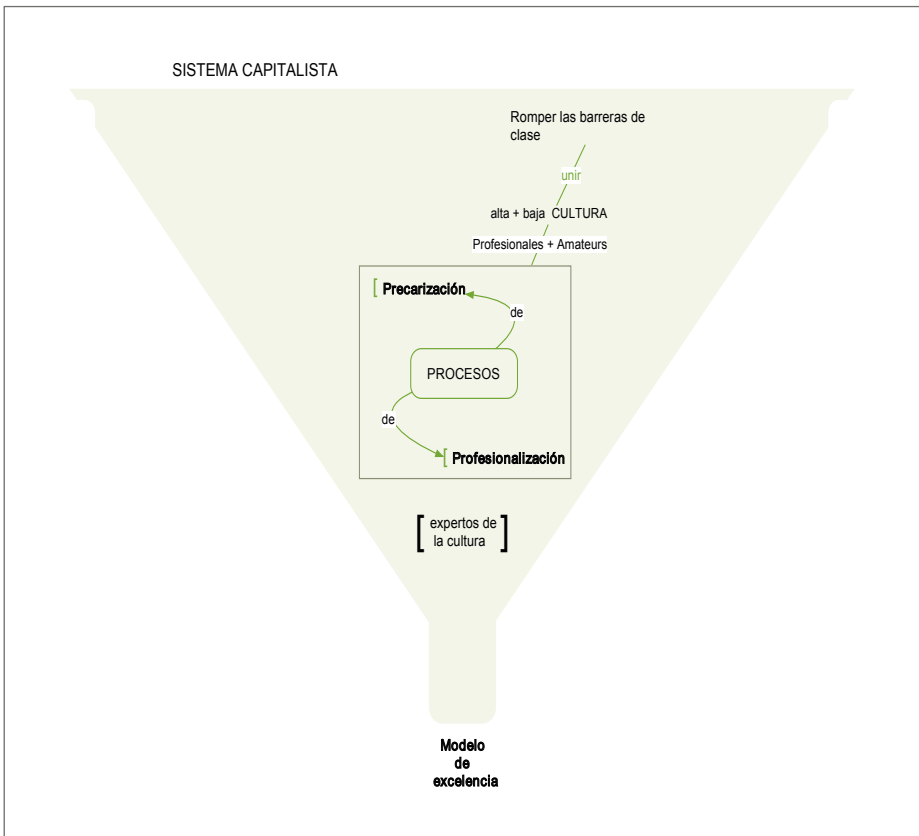 SISTEMA CAPITALISTA
Romper las barreras de
clase
unir
alta + baja CULTURA
Profesionales + Amateurs
[ Precarización
de
PROCESOS
de
[ Profesionalización
[ expertos de
la cultura ]
Modelo
de
excelencia